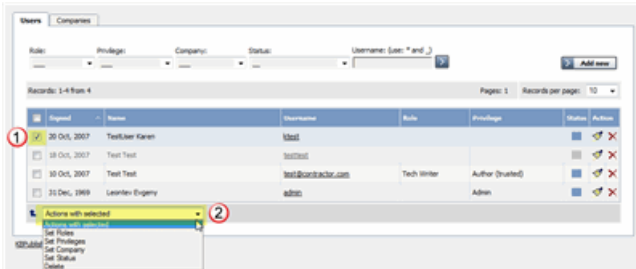 Users Companies
Role: Privilege: Company: Status: Username: (use: * and _)
Add new
Records: 1-4 from 4 Pages: 1 Records per page: 10
Signed Name Username Role Privilege Status Action
1 20 Oct, 2007 TestUser Karen ktest
18 Oct, 2007 Test Test testtest
10 Oct, 2007 Test Test test@contractor.com Tech Writer Author (trusted)
31 Dec, 1969 Leontev Evgeny admin Admin
Actions with selected 2
Actions with selected
Set Roles
Set Privileges
Set Company
Set Status
Delete